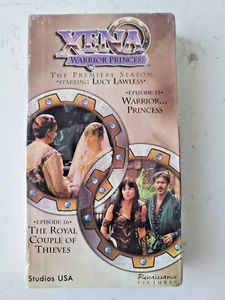 XENA
WARRIOR PRINCESS
THE PREMIERE SEASON
STARRING LUCY LAWLESS
•EPISODE 15•
WARRIOR...
PRINCESS
•EPISODE 16•
THE ROYAL
COUPLE OF
THIEVES
Studios USA
Renaissance
PICTURES